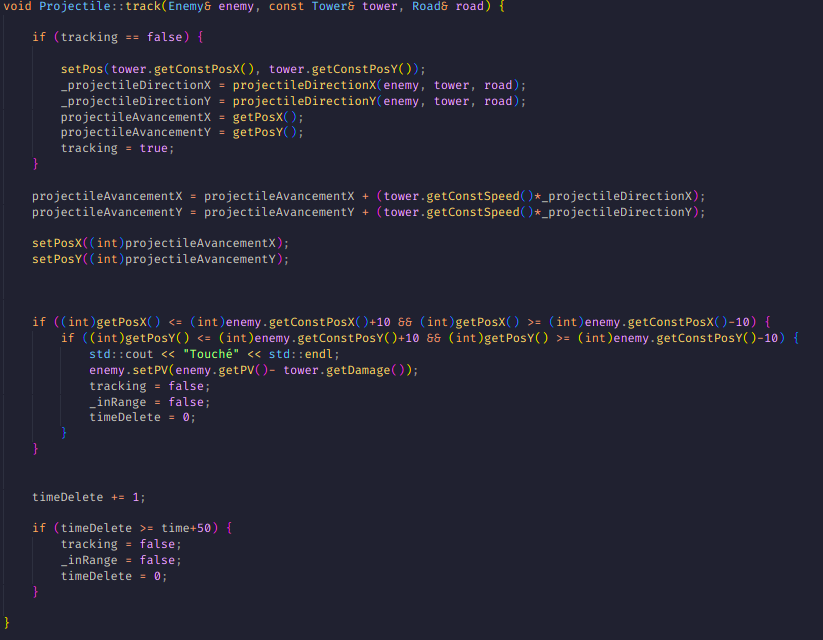 void Projectile::track(Enemy& enemy, const Tower& tower, Road& road) {
if (tracking == false) {
setPos(tower.getConstPosX(), tower.getConstPosY());
_projectileDirectionX = projectileDirectionX(enemy, tower, road);
_projectileDirectionY = projectileDirectionY(enemy, tower, road);
projectileAvancementX = getPosX();
projectileAvancementY = getPosY();
tracking = true;
}
projectileAvancementX = projectileAvancementX + (tower.getConstSpeed()*_projectileDirectionX);
projectileAvancementY = projectileAvancementY + (tower.getConstSpeed()*_projectileDirectionY);
setPosX((int)projectileAvancementX);
setPosY((int)projectileAvancementY);
if ((int)getPosX() <= (int)enemy.getConstPosX()+10 && (int)getPosX() >= (int)enemy.getConstPosX()-10) {
if ((int)getPosY() <= (int)enemy.getConstPosY()+10 && (int)getPosY() >= (int)enemy.getConstPosY()-10) {
std::cout << "Touché" << std::endl;
enemy.setPV(enemy.getPV()- tower.getDamage());
tracking = false;
_inRange = false;
timeDelete = 0;
}
}
timeDelete += 1;
if (timeDelete >= time+50) {
tracking = false;
_inRange = false;
timeDelete = 0;
}
}